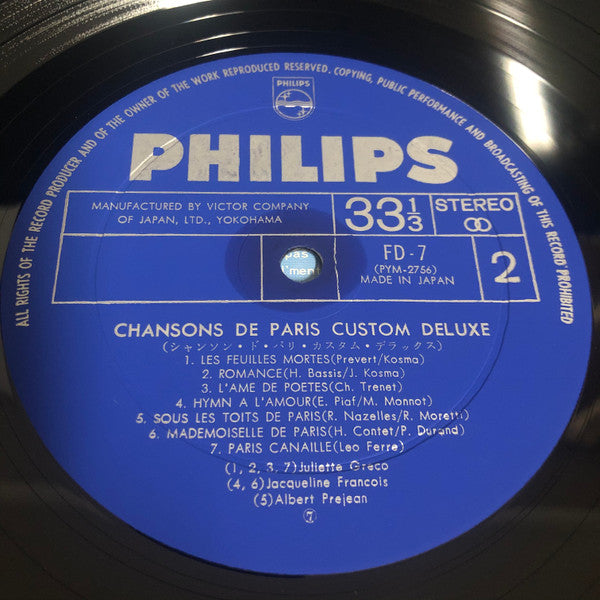 ALL RIGHTS OF THE RECORD PRODUCER AND OF THE OWNER OF THE WORK REPRODUCED RESERVED. COPYING, PUBLIC PERFORMANCE AND BROADCASTING OF THIS RECORD PROHIBITED
PHILIPS
PHILIPS
MANUFACTURED BY VICTOR COMPANY
OF JAPAN, LTD., YOKOHAMA
33 1/3
STEREO
pas
iment
FD-7
(PYM-2756)
MADE IN JAPAN
2
CHANSONS DE PARIS CUSTOM DELUXE
(シャンソン・ド・パリ・カスタム・デラックス)
1. LES FEUILLES MORTES(Prevert/Kosma)
2. ROMANCE(H. Bassis/J. Kosma)
3. L'AME DE POETES(Ch. Trenet)
4. HYMN A L'AMOUR(E. Piaf/M. Monnot)
5. SOUS LES TOITS DE PARIS(R. Nazelles/R. Moretti)
6. MADEMOISELLE DE PARIS(H. Contet/P. Durand)
7. PARIS CANAILLE(Leo Ferre)
(1, 2, 3, 7)Juliette Greco
(4, 6)Jacqueline Francois
(5)Albert Prejean
⑦